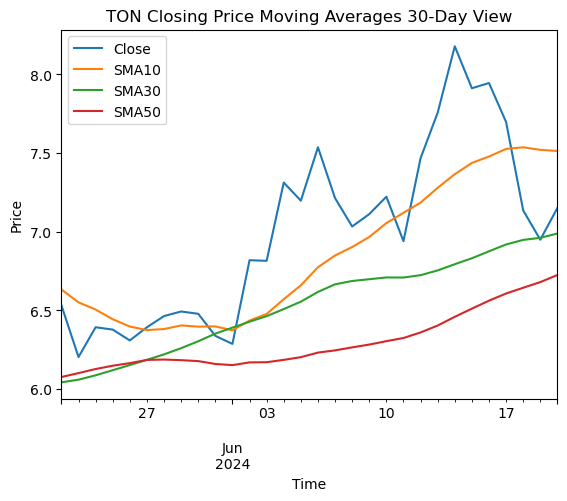 TON Closing Price Moving Averages 30-Day View
Close
SMA10
SMA30
SMA50
Price
8.0
7.5
7.0
6.5
6.0
27
03
10
17
Jun
2024
Time